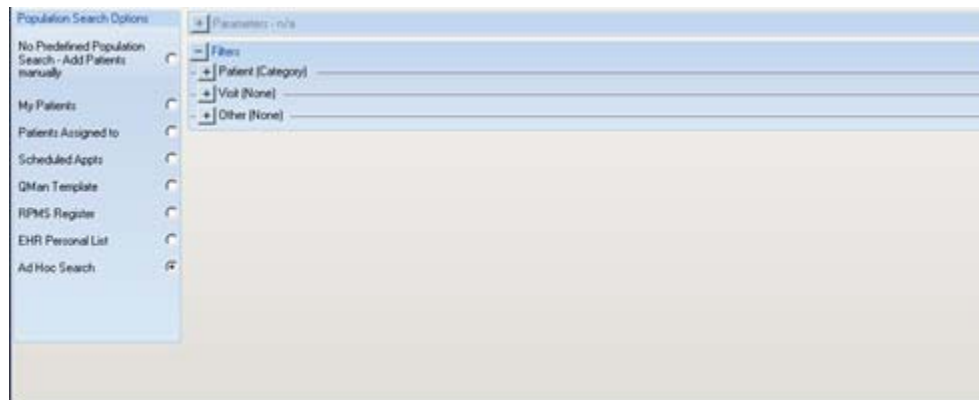 Population Search Options
No Predefined Population
Search - Add Patients
manually
My Patients
Patients Assigned to
Scheduled Appts
QMan Template
RPMS Register
EHR Personal List
Ad Hoc Search
+ Parameters - n/a
- Filters
+ Patient (Category)
+ Visit (None)
+ Other (None)